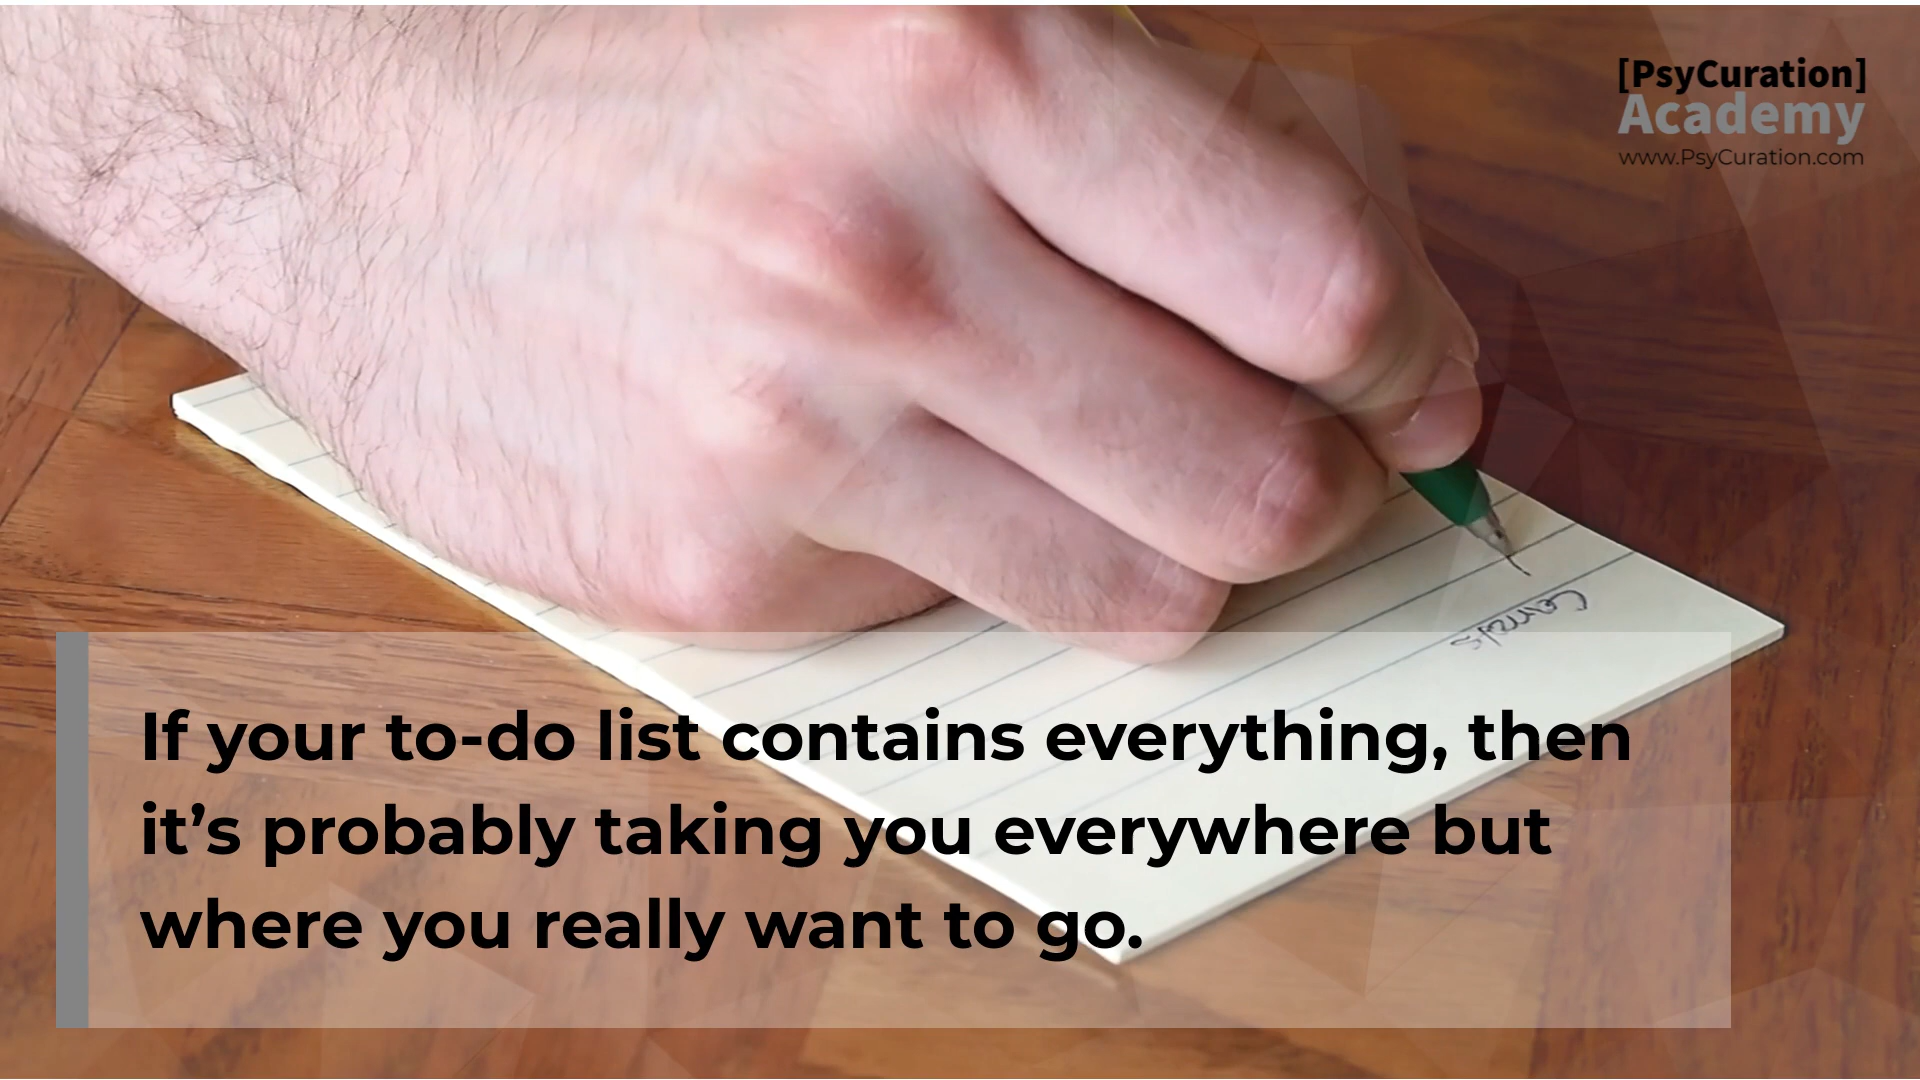 [PsyCuration]
Academy
www.PsyCuration.com
If your to-do list contains everything, then
it’s probably taking you everywhere but
where you really want to go.